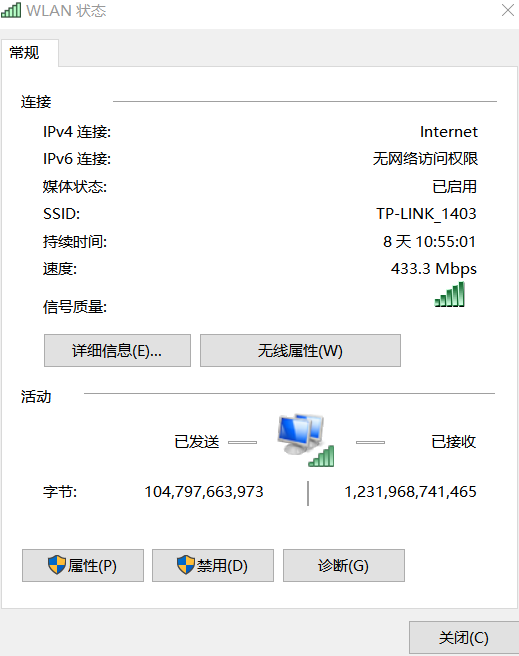 WLAN 状态
常规
连接
IPv4 连接: Internet
IPv6 连接: 无网络访问权限
媒体状态: 已启用
SSID: TP-LINK_1403
持续时间: 8 天 10:55:01
速度: 433.3 Mbps
信号质量:
详细信息(E)... 无线属性(W)
活动
已发送 已接收
字节: 104,797,663,973 1,231,968,741,465
属性(P) 禁用(D) 诊断(G)
关闭(C)